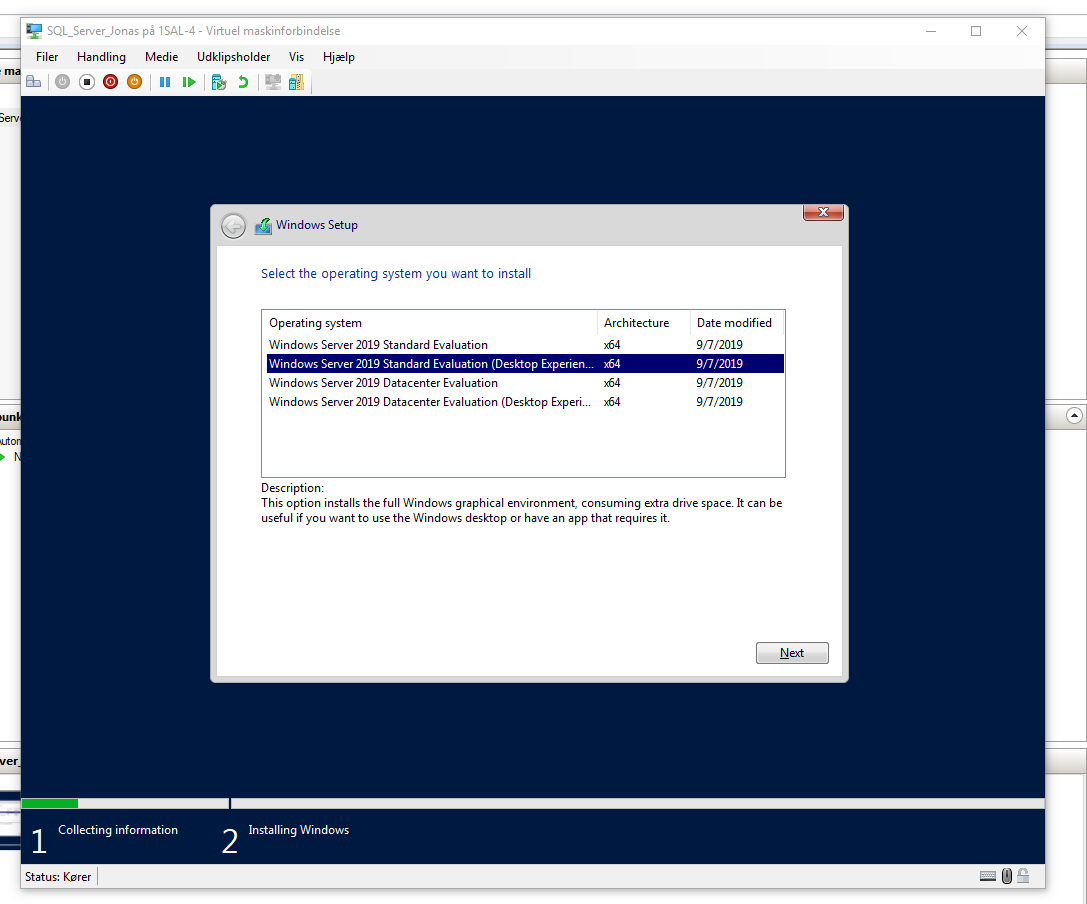 SQL_Server_Jonas på 1SAL-4 - Virtuel maskinforbindelse
Filer Handling Medie Udklipsholder Vis Hjælp
Windows Setup
Select the operating system you want to install
Operating system Architecture Date modified
Windows Server 2019 Standard Evaluation x64 9/7/2019
Windows Server 2019 Standard Evaluation (Desktop Experien... x64 9/7/2019
Windows Server 2019 Datacenter Evaluation x64 9/7/2019
Windows Server 2019 Datacenter Evaluation (Desktop Experi... x64 9/7/2019
Description:
This option installs the full Windows graphical environment, consuming extra drive space. It can be
useful if you want to use the Windows desktop or have an app that requires it.
Next
1 Collecting information 2 Installing Windows
Status: Kører